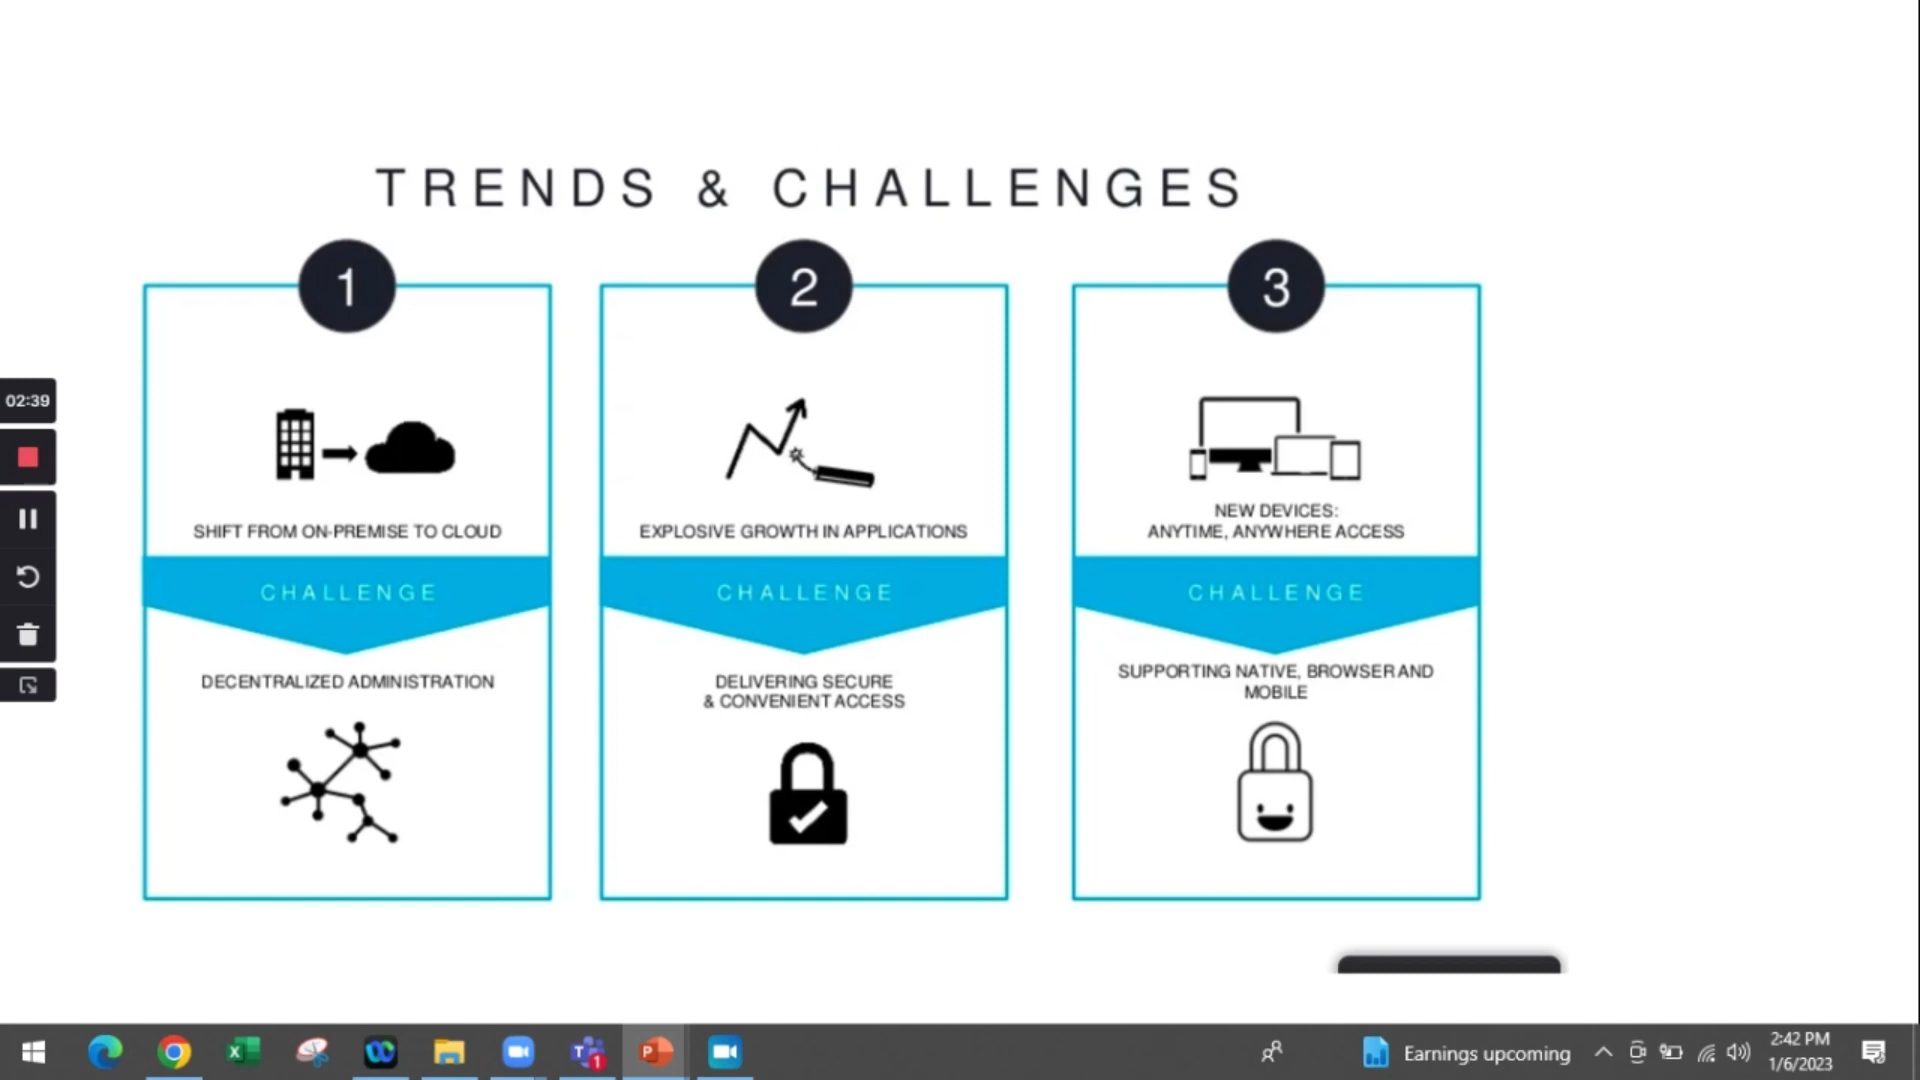 TRENDS & CHALLENGES
1
SHIFT FROM ON-PREMISE TO CLOUD
CHALLENGE
DECENTRALIZED ADMINISTRATION
2
EXPLOSIVE GROWTH IN APPLICATIONS
CHALLENGE
DELIVERING SECURE
& CONVENIENT ACCESS
3
NEW DEVICES:
ANYTIME, ANYWHERE ACCESS
CHALLENGE
SUPPORTING NATIVE, BROWSER AND
MOBILE
02:39
Earnings upcoming
2:42 PM
1/6/2023
X
T
1
P